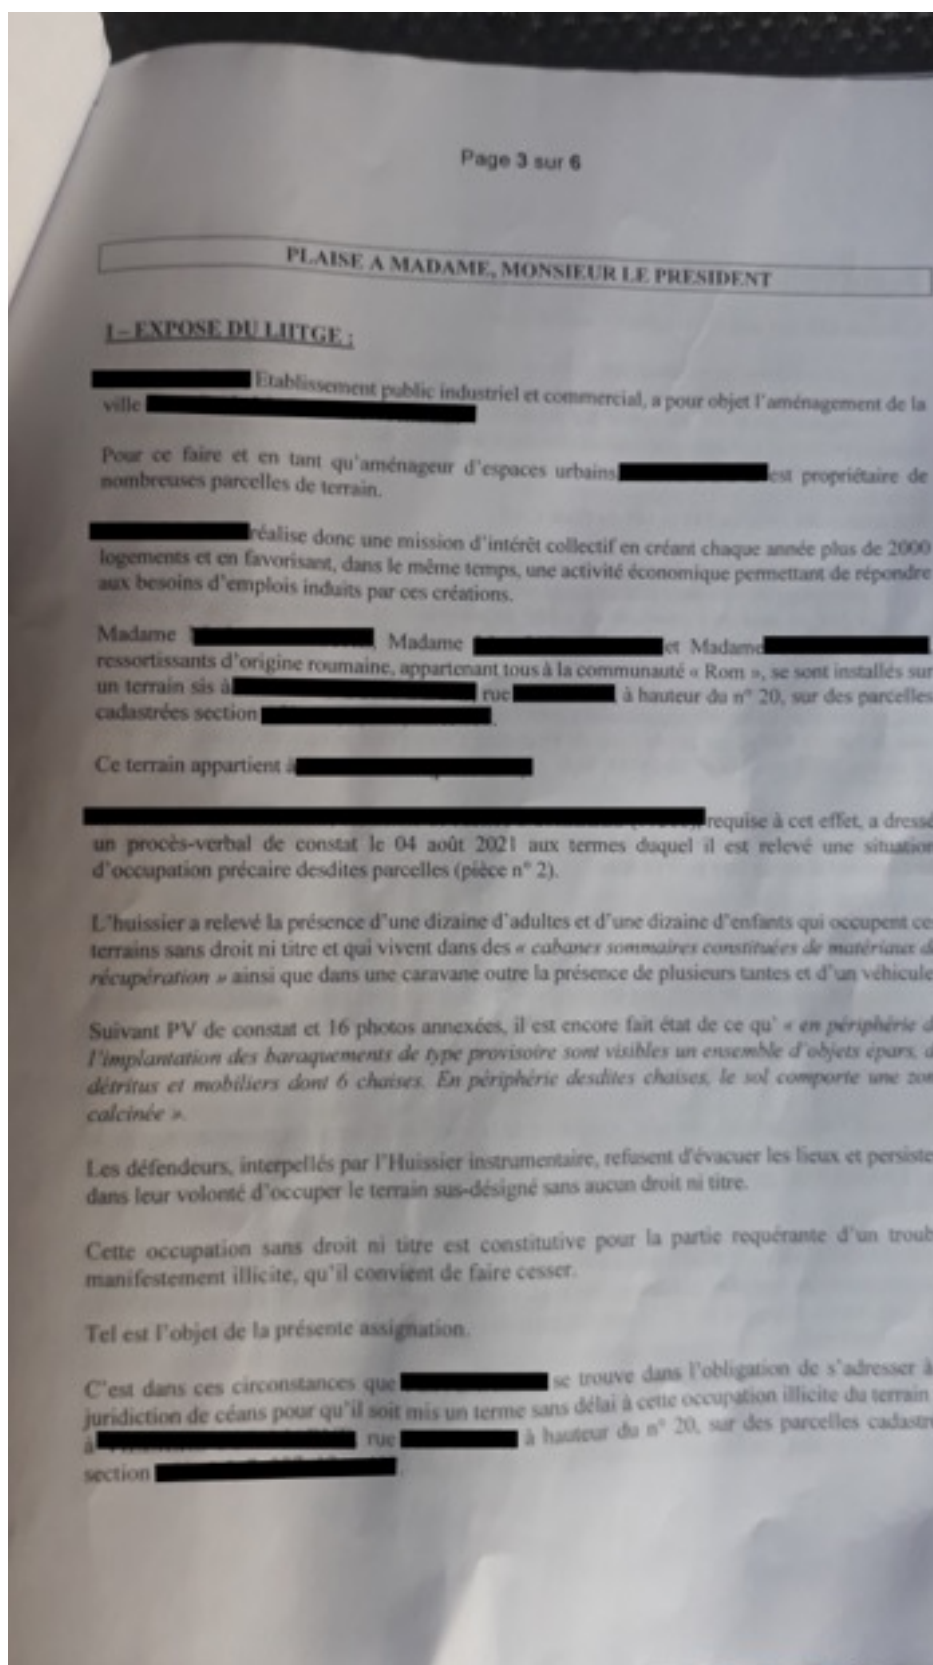 Page 3 sur 6
PLAISE A MADAME, MONSIEUR LE PRESIDENT
I – EXPOSE DU LIITGE :
Etablissement public industriel et commercial, a pour objet l'aménagement de la
ville
Pour ce faire et en tant qu'aménageur d'espaces urbains est propriétaire de
nombreuses parcelles de terrain.
réalise donc une mission d'intérêt collectif en créant chaque année plus de 2000
logements et en favorisant, dans le même temps, une activité économique permettant de répondre
aux besoins d'emplois induits par ces créations.
Madame , Madame et Madame
ressortissants d'origine roumaine, appartenant tous à la communauté « Rom », se sont installés sur
un terrain sis à rue à hauteur du n° 20, sur des parcelles
cadastrées section .
Ce terrain appartient à
requise à cet effet, a dressé
un procès-verbal de constat le 04 août 2021 aux termes duquel il est relevé une situation
d'occupation précaire desdites parcelles (pièce n° 2).
L'huissier a relevé la présence d'une dizaine d'adultes et d'une dizaine d'enfants qui occupent ce
terrains sans droit ni titre et qui vivent dans des « cabanes sommaires constituées de matériaux d
récupération » ainsi que dans une caravane outre la présence de plusieurs tantes et d'un véhicule
Suivant PV de constat et 16 photos annexées, il est encore fait état de ce qu' « en périphérie d
l'implantation des baraquements de type provisoire sont visibles un ensemble d'objets épars, d
détritus et mobiliers dont 6 chaises. En périphérie desdites chaises, le sol comporte une zon
calcinée ».
Les défendeurs, interpellés par l'Huissier instrumentaire, refusent d'évacuer les lieux et persiste
dans leur volonté d'occuper le terrain sus-désigné sans aucun droit ni titre.
Cette occupation sans droit ni titre est constitutive pour la partie requérante d'un troub
manifestement illicite, qu'il convient de faire cesser.
Tel est l'objet de la présente assignation.
C'est dans ces circonstances que se trouve dans l'obligation de s'adresser à
juridiction de céans pour qu'il soit mis un terme sans délai à cette occupation illicite du terrain
à rue à hauteur du n° 20, sur des parcelles cadastr
section .